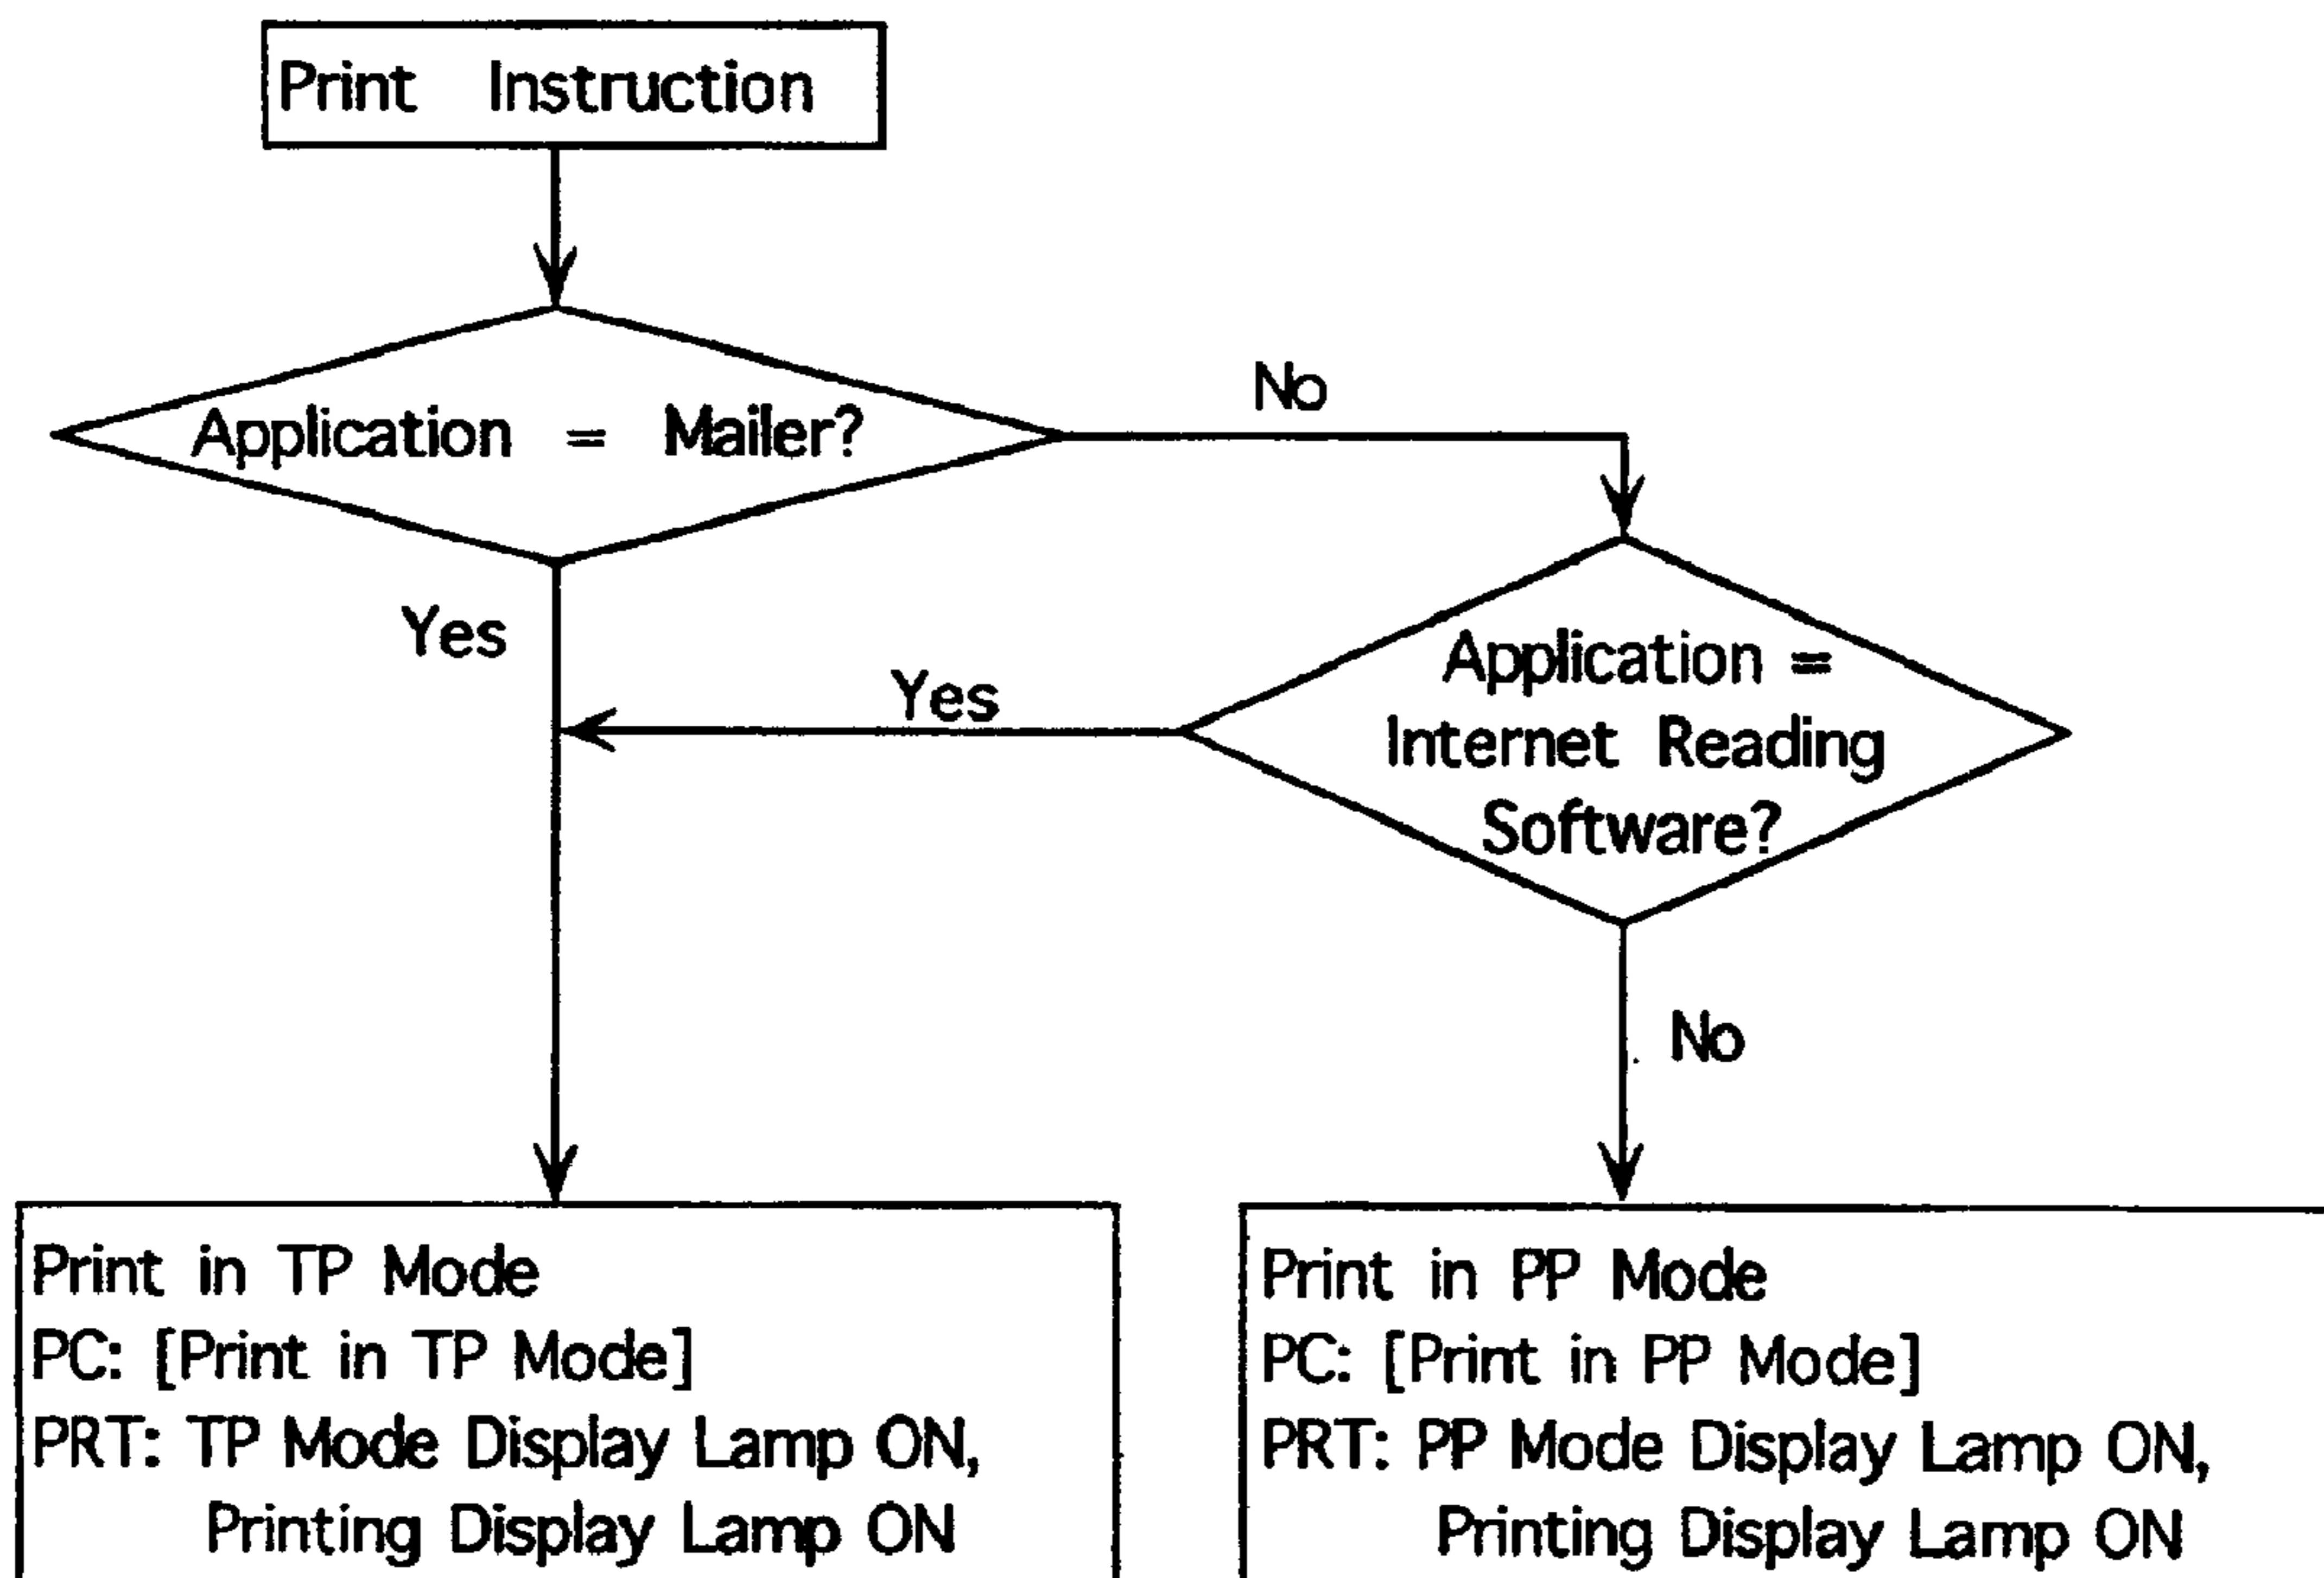 Print Instruction
Application = Mailer?
No
Yes
Yes
Application =
Internet Reading
Software?
No
Print in TP Mode
PC: [Print in TP Mode]
PRT: TP Mode Display Lamp ON,
Printing Display Lamp ON
Print in PP Mode
PC: [Print in PP Mode]
PRT: PP Mode Display Lamp ON,
Printing Display Lamp ON